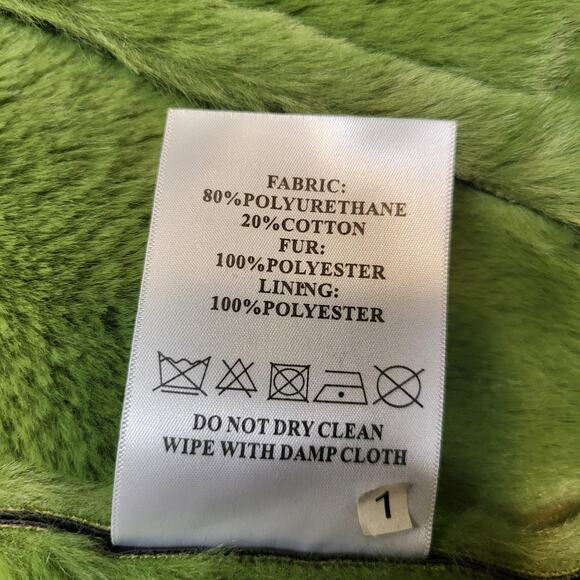 FABRIC:
80%POLYURETHANE
20%COTTON
FUR:
100%POLYESTER
LINING:
100%POLYESTER
DO NOT DRY CLEAN
WIPE WITH DAMP CLOTH
1